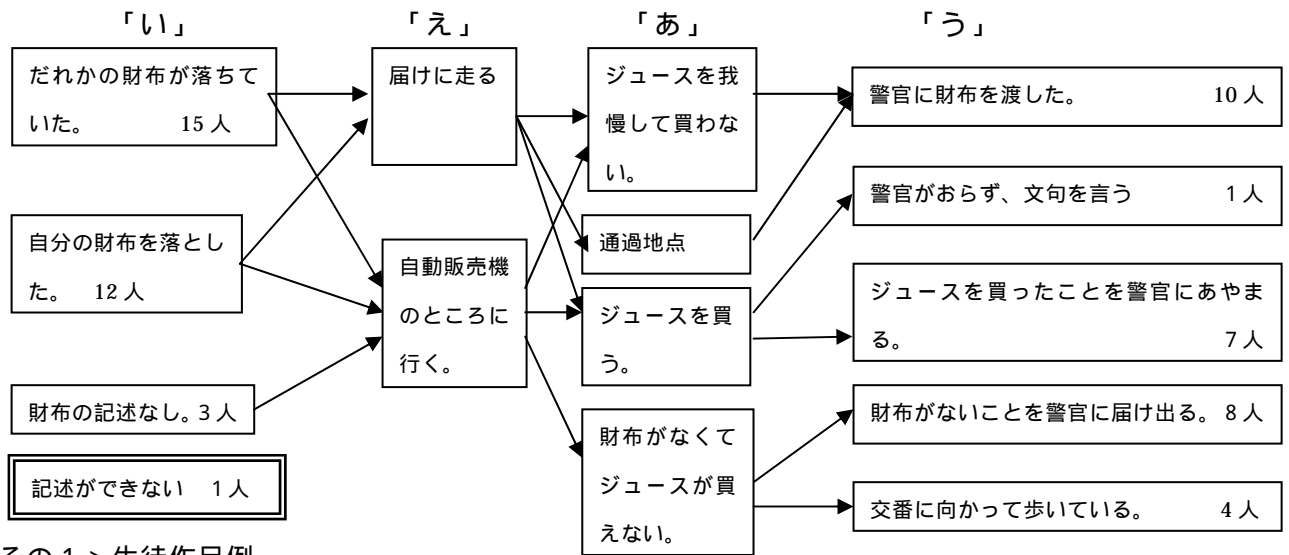 「い」
「え」
「あ」
「う」
だれかの財布が落ちて
いた。 15人
自分の財布を落とし
た。 12人
財布の記述なし。3人
記述ができない 1人
届けに走る
自動販売機
のところに
行く。
ジュースを我
慢して買わな
い。
通過地点
ジュースを買
う。
財布がなくて
ジュースが買
えない。
警官に財布を渡した。 10人
警官がおらず、文句を言う 1人
ジュースを買ったことを警官にあやま
る。 7人
財布がないことを警官に届け出る。8人
交番に向かって歩いている。 4人